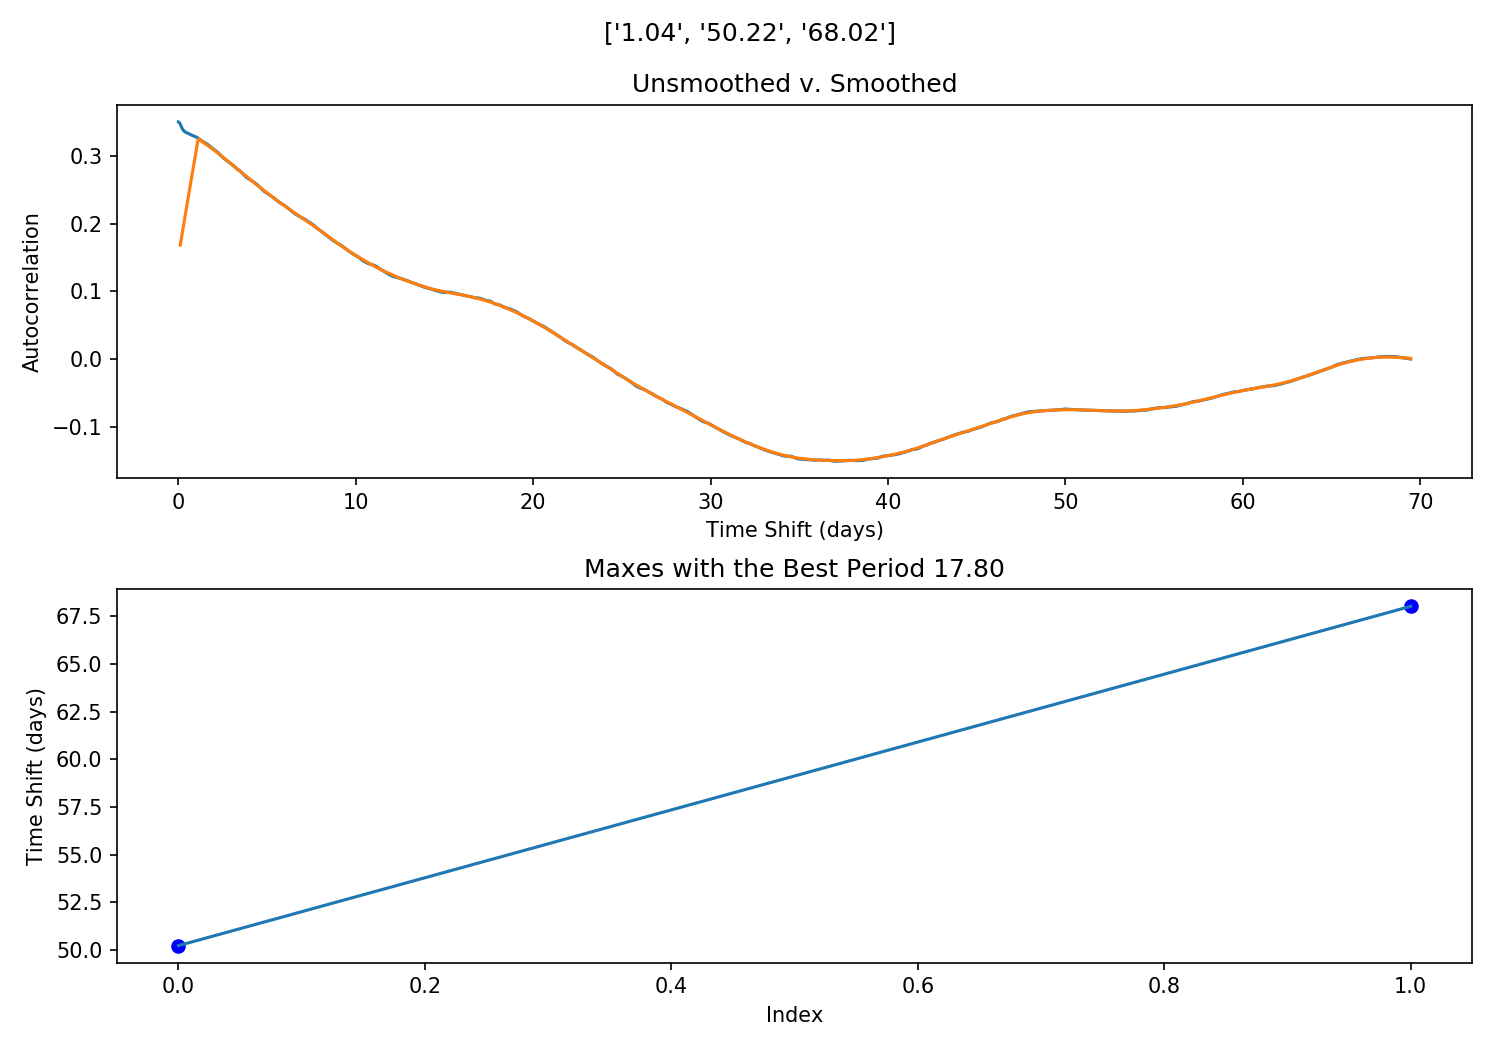 ['1.04', '50.22', '68.02']
Unsmoothed v. Smoothed
Autocorrelation
0.3
0.2
0.1
0.0
−0.1
0 10 20 30 40 50 60 70
Time Shift (days)
Maxes with the Best Period 17.80
Time Shift (days)
67.5
65.0
62.5
60.0
57.5
55.0
52.5
50.0
0.0 0.2 0.4 0.6 0.8 1.0
Index